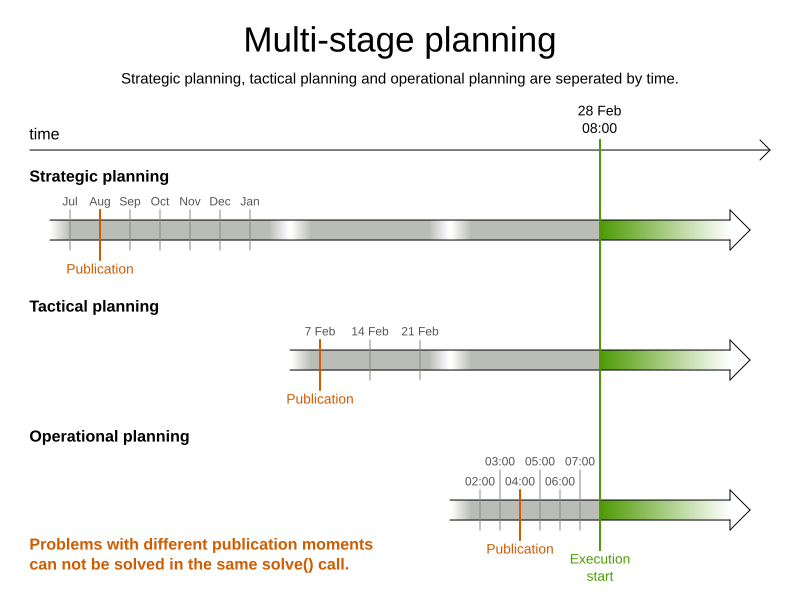 Multi-stage planning
Strategic planning, tactical planning and operational planning are seperated by time.
28 Feb
08:00
time
Strategic planning
Jul Aug Sep Oct Nov Dec Jan
Publication
Tactical planning
7 Feb 14 Feb 21 Feb
Publication
Operational planning
03:00 05:00 07:00
02:00 04:00 06:00
Publication
Execution
start
Problems with different publication moments
can not be solved in the same solve() call.